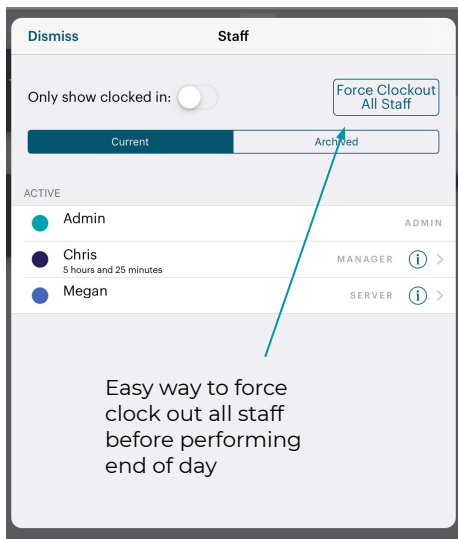 Dismiss
Staff
Only show clocked in:
Force Clockout
All Staff
Current
Archived
ACTIVE
Admin
ADMIN
Chris
5 hours and 25 minutes
MANAGER
i
Megan
SERVER
i
Easy way to force
clock out all staff
before performing
end of day